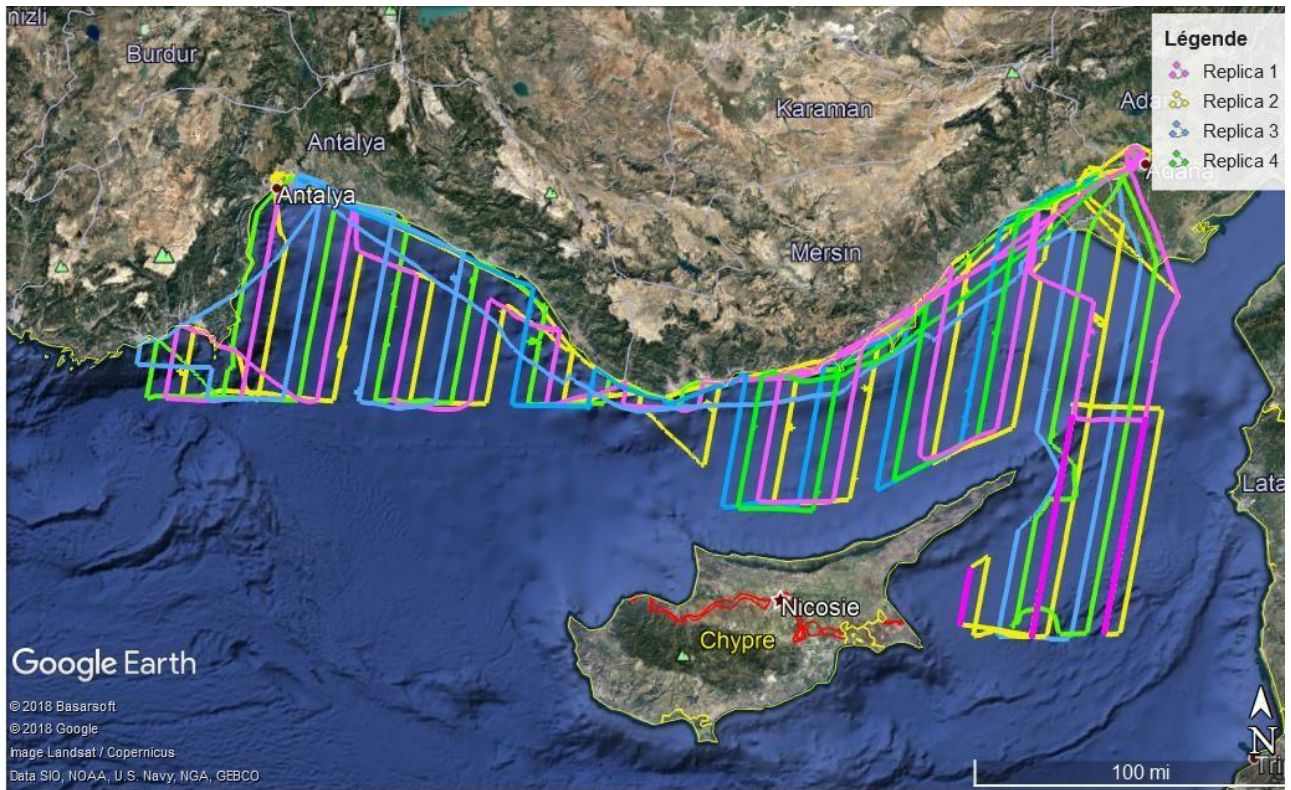 nizli
Burdur
Antalya
Antalya
Karaman
Mersin
Ada
Adana
Légende
Replica 1
Replica 2
Replica 3
Replica 4
Lata
Nicosie
Chypre
Google Earth
© 2018 Basarsoft
© 2018 Google
Image Landsat / Copernicus
Data SIO, NOAA, U.S. Navy, NGA, GEBCO
N
100 mi
Tri